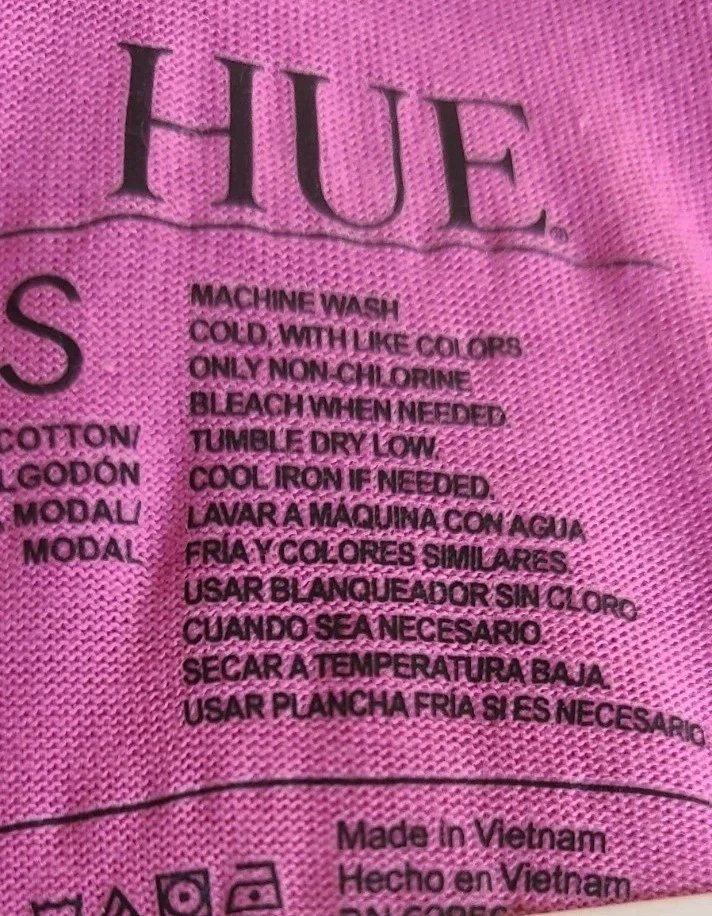 HUE®
S
COTTON/
LGODÓN
MODAL/
MODAL
MACHINE WASH
COLD, WITH LIKE COLORS
ONLY NON-CHLORINE
BLEACH WHEN NEEDED.
TUMBLE DRY LOW.
COOL IRON IF NEEDED.
LAVAR A MÁQUINA CON AGUA
FRÍA Y COLORES SIMILARES.
USAR BLANQUEADOR SIN CLORO
CUANDO SEA NECESARIO.
SECAR A TEMPERATURA BAJA.
USAR PLANCHA FRÍA SI ES NECESARIO.
Made in Vietnam
Hecho en Vietnam